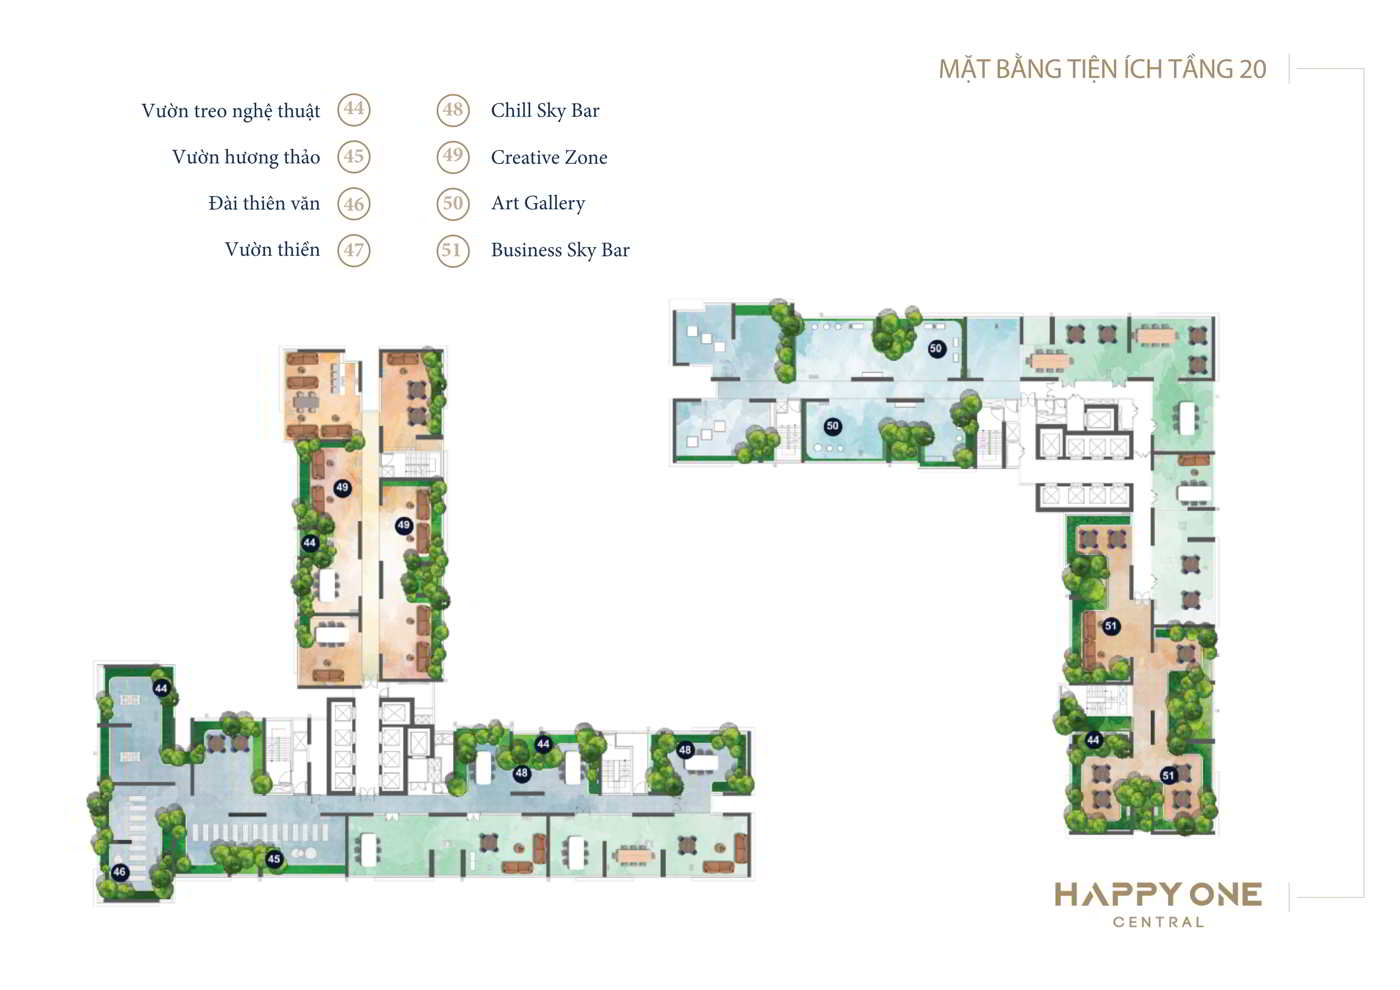 MẶT BẰNG TIỆN ÍCH TẦNG 20
Vườn treo nghệ thuật 44
48 Chill Sky Bar
Vườn hương thảo 45
49 Creative Zone
Đài thiên văn 46
50 Art Gallery
Vườn thiền 47
51 Business Sky Bar
50
50
49
49
44
51
44
44
48
48
44
51
45
46
HAPPY ONE
CENTRAL